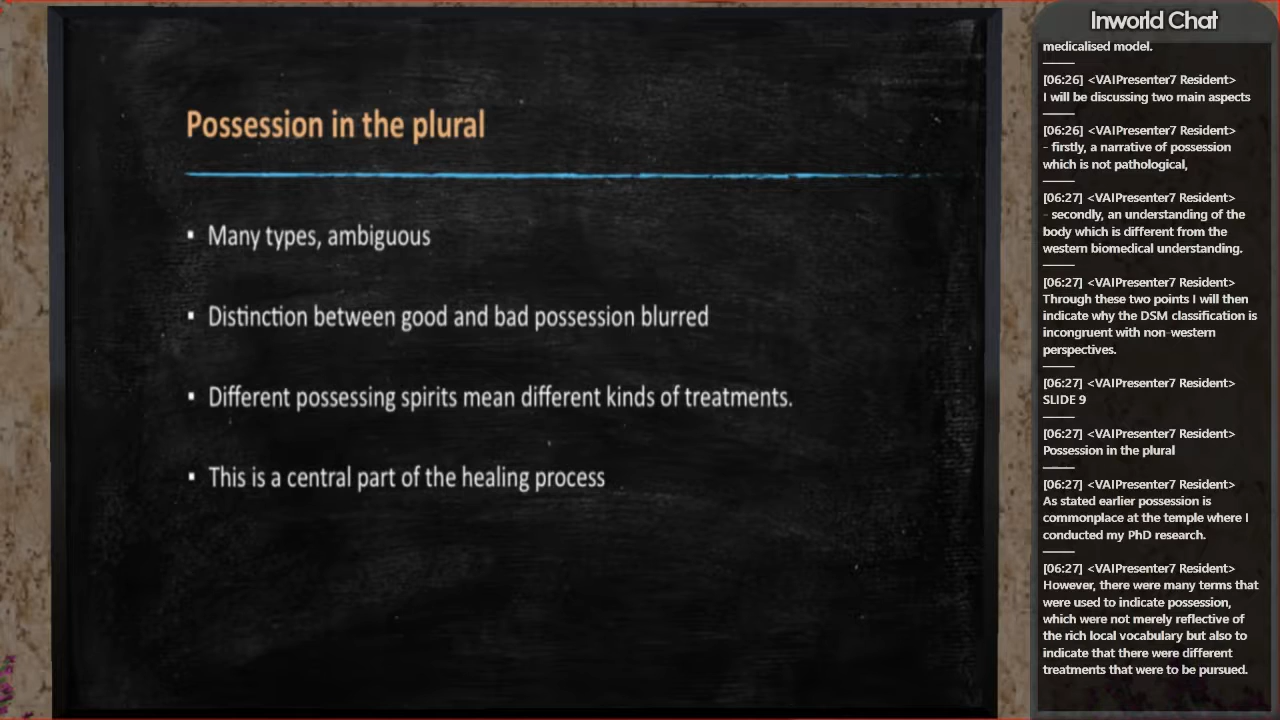 Possession in the plural
▪ Many types, ambiguous
▪ Distinction between good and bad possession blurred
▪ Different possessing spirits mean different kinds of treatments.
▪ This is a central part of the healing process
Inworld Chat
medicalised model.
[06:26] <VAIPresenter7 Resident>
I will be discussing two main aspects
[06:26] <VAIPresenter7 Resident>
- firstly, a narrative of possession
which is not pathological,
[06:27] <VAIPresenter7 Resident>
- secondly, an understanding of the
body which is different from the
western biomedical understanding.
[06:27] <VAIPresenter7 Resident>
Through these two points I will then
indicate why the DSM classification is
incongruent with non-western
perspectives.
[06:27] <VAIPresenter7 Resident>
SLIDE 9
[06:27] <VAIPresenter7 Resident>
Possession in the plural
[06:27] <VAIPresenter7 Resident>
As stated earlier possession is
commonplace at the temple where I
conducted my PhD research.
[06:27] <VAIPresenter7 Resident>
However, there were many terms that
were used to indicate possession,
which were not merely reflective of
the rich local vocabulary but also to
indicate that there were different
treatments that were to be pursued.